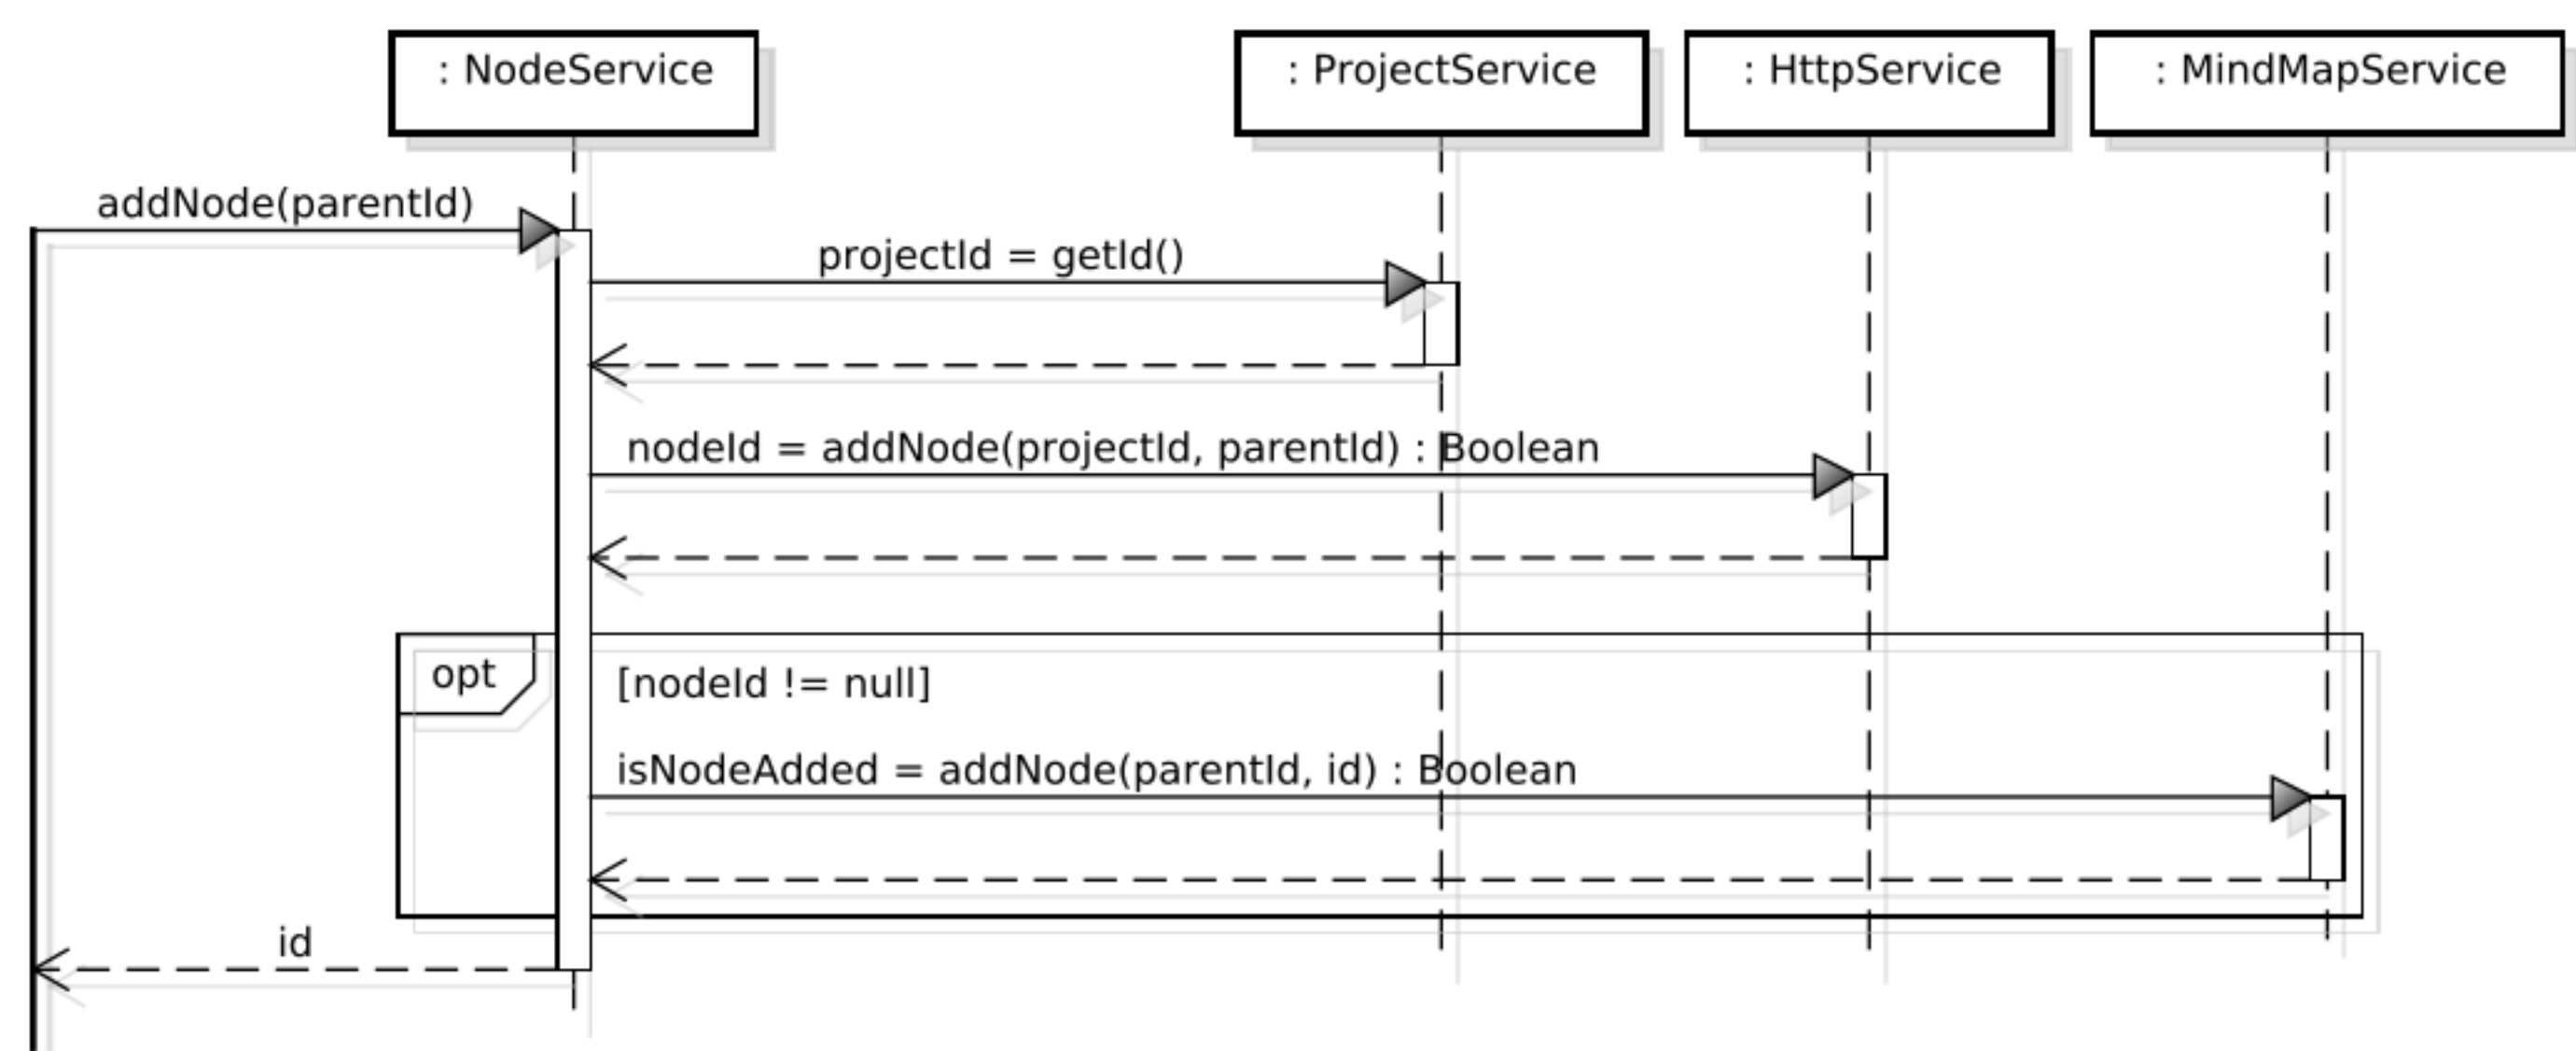 : NodeService
: ProjectService
: HttpService
: MindMapService
addNode(parentId)
projectId = getId()
nodeId = addNode(projectId, parentId) : Boolean
opt
[nodeId != null]
isNodeAdded = addNode(parentId, id) : Boolean
id